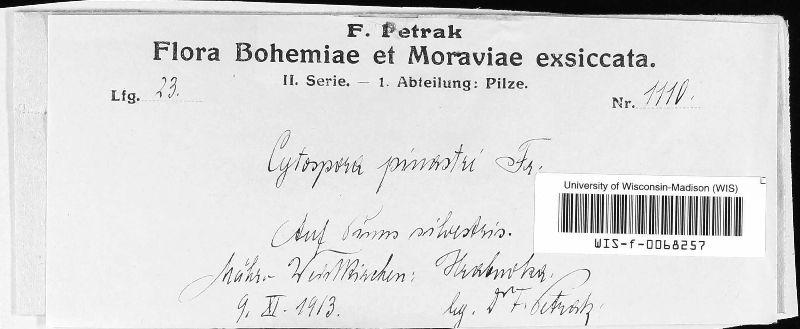 F. Petrak
Flora Bohemiae et Moraviae exsiccata.
II. Serie. — 1. Abteilung: Pilze.
Lfg. 23.
Nr. 1110.
Cytospora pinastri Fr.
University of Wisconsin-Madison (WIS)
WIS-f-0068257
Auf Pinus silvestris.
Mähr.- Weisskirchen: Hrabuvka.
9. XI. 1913.
leg. Dr F. Petrak.